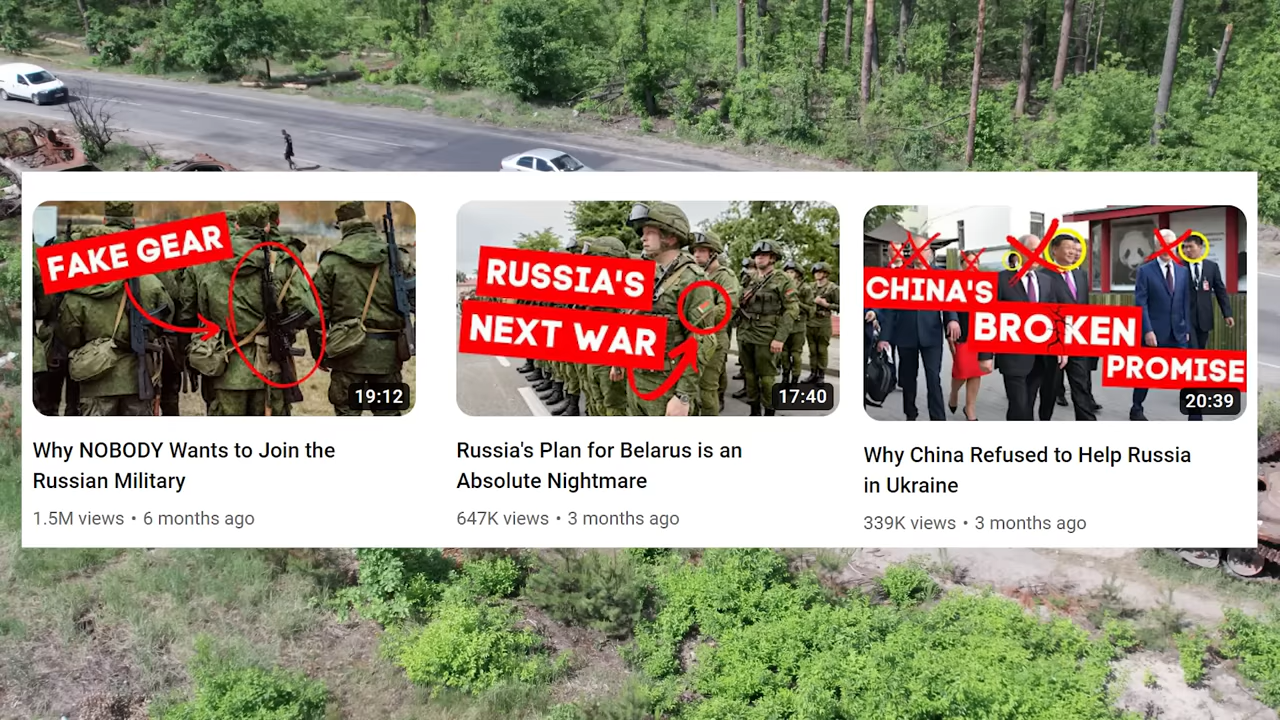 FAKE GEAR
19:12
Why NOBODY Wants to Join the
Russian Military
1.5M views • 6 months ago
RUSSIA'S
NEXT WAR
17:40
Russia's Plan for Belarus is an
Absolute Nightmare
647K views • 3 months ago
CHINA'S
BROKEN
PROMISE
20:39
Why China Refused to Help Russia
in Ukraine
339K views • 3 months ago